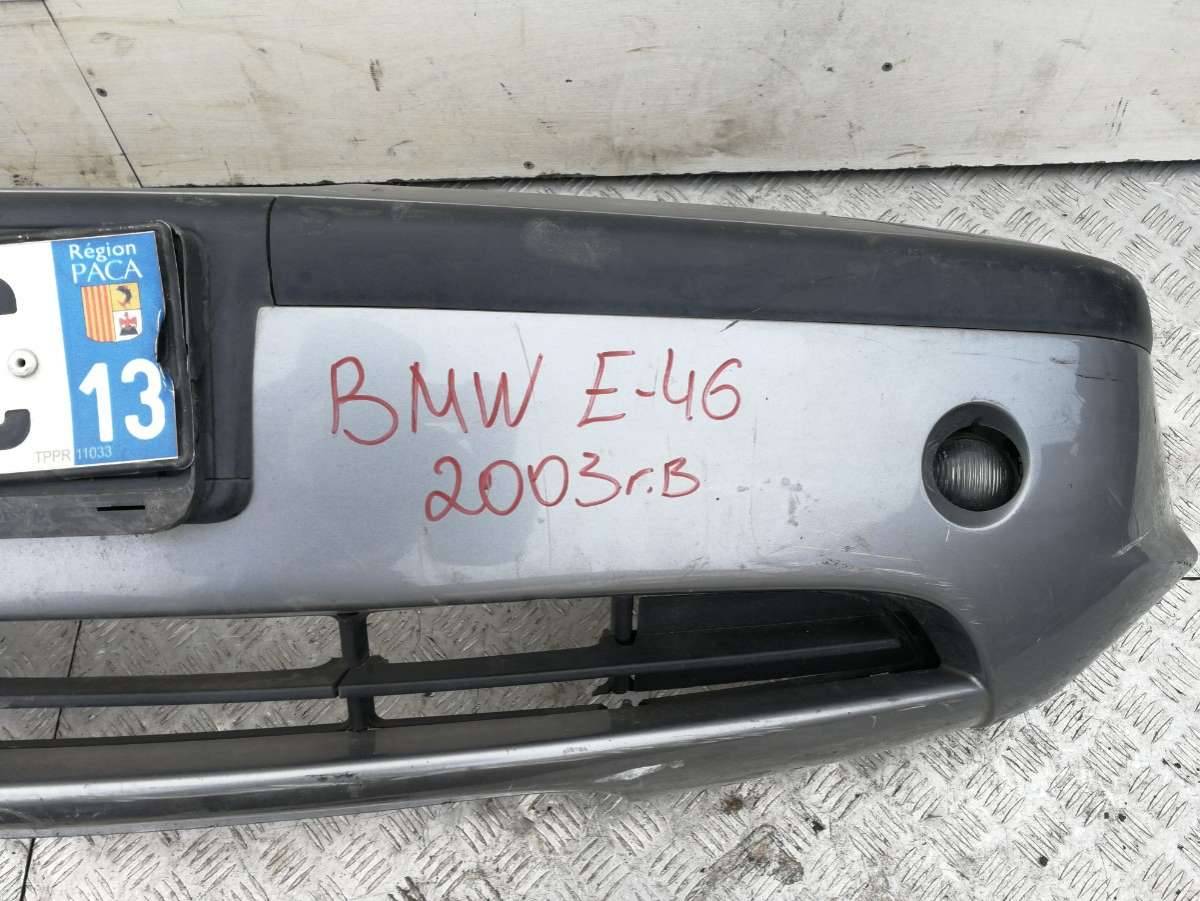 Région
PACA
13
TPPR 11033
BMW E-46
2003г.в